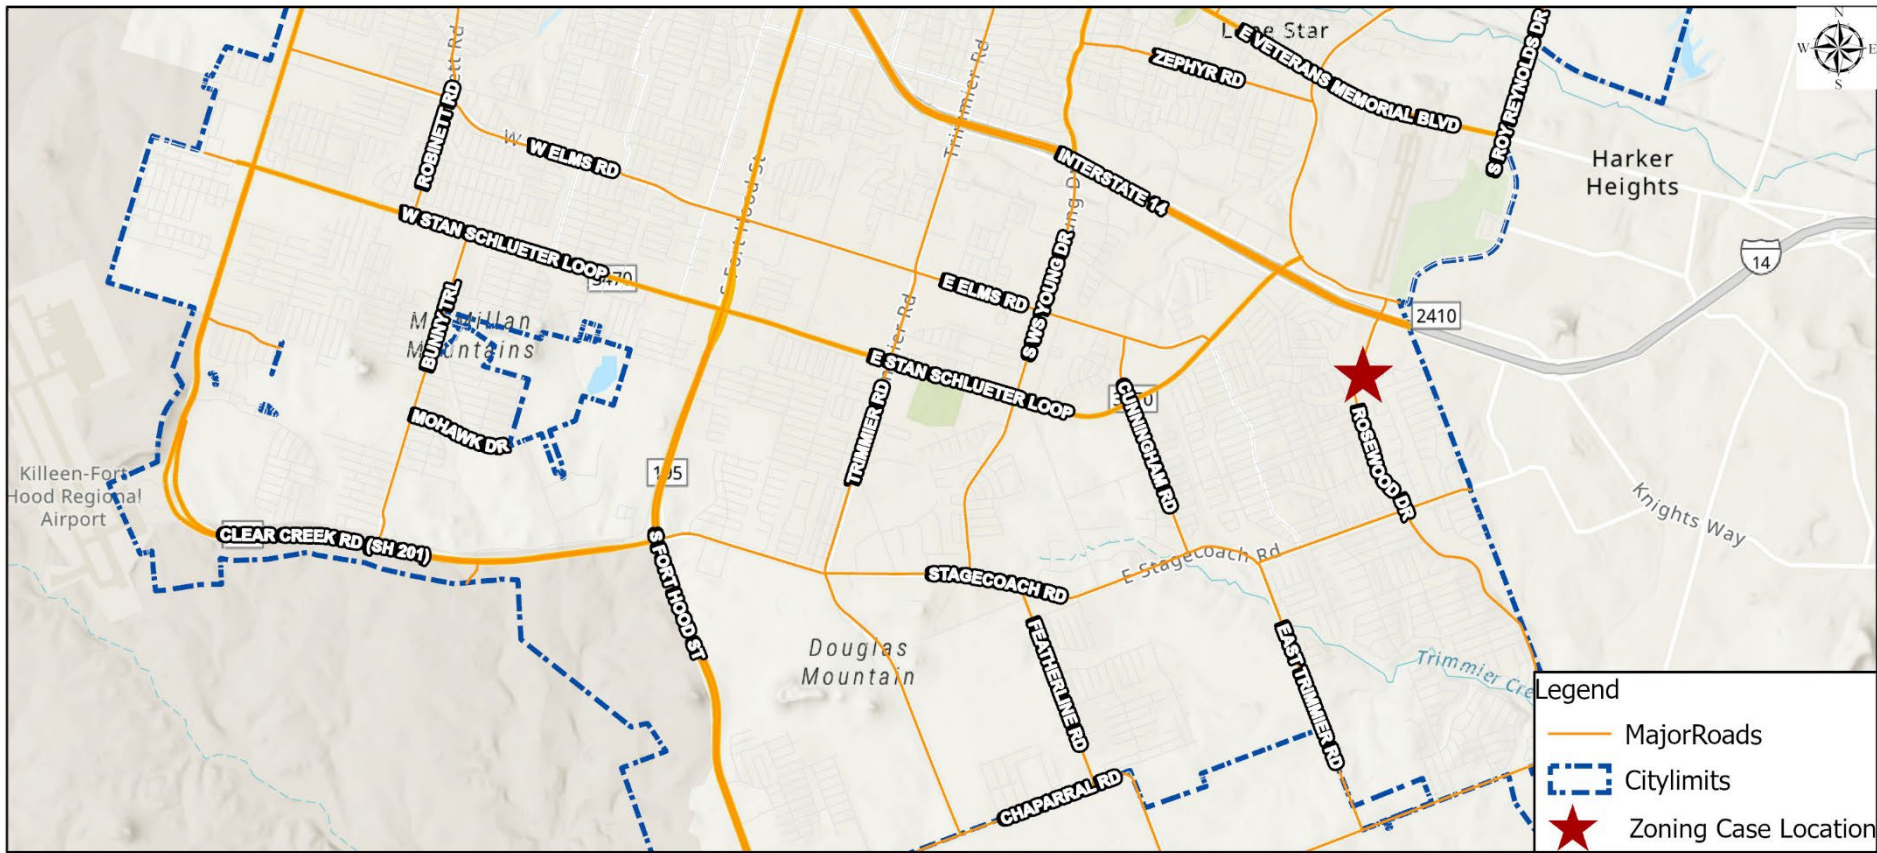 Lone Star
E VETERANS MEMORIAL BLVD
ZEPHYR RD
S ROY REYNOLDS DR
N
W
E
S
Trimmier Rd
ROBINETT RD
W ELMS RD
S Fort Hood St
INTERSTATE 14
Harker
Heights
W STAN SCHLUETER LOOP
S WS YOUNG DR
E ELMS RD
14
2410
BUNNY TRL
McMillan
Mountains
E STAN SCHLUETER LOOP
TRIMMIER RD
CUNNINGHAM RD
ROSEWOOD DR
MOHAWK DR
195
Killeen-Fort
Hood Regional
Airport
Knights Way
CLEAR CREEK RD (SH 201)
S FORT HOOD ST
E Stagecoach Rd
STAGECOACH RD
Douglas
Mountain
FEATHERLINE RD
EAST TRIMMIER RD
Trimmier Cre
CHAPARRAL RD
Legend
MajorRoads
Citylimits
Zoning Case Location